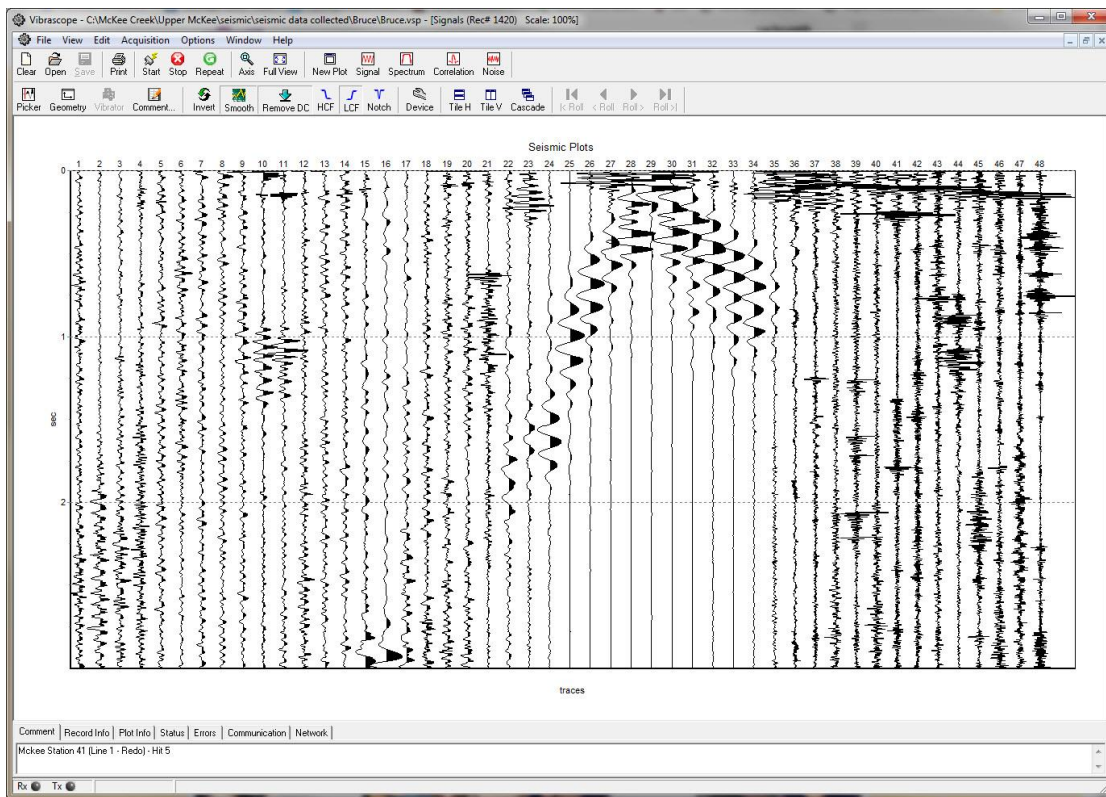 Vibrascope - C:\McKee Creek\Upper McKee\seismic\seismic data collected\Bruce\Bruce.vsp - [Signals (Rec# 1420) Scale: 100%]
File View Edit Acquisition Options Window Help
Clear Open Save Print Start Stop Repeat Axis Full View New Plot Signal Spectrum Correlation Noise
Picker Geometry Vibrator Comment... Invert Smooth Remove DC HCF LCF Notch Device Tile H Tile V Cascade |< Roll < Roll Roll > Roll >|
Seismic Plots
1 2 3 4 5 6 7 8 9 10 11 12 13 14 15 16 17 18 19 20 21 22 23 24 25 26 27 28 29 30 31 32 33 34 35 36 37 38 39 40 41 42 43 44 45 46 47 48
0
1
sec
2
traces
Comment Record Info Plot Info Status Errors Communication Network
Mckee Station 41 (Line 1 - Redo) - Hit 5
Rx Tx